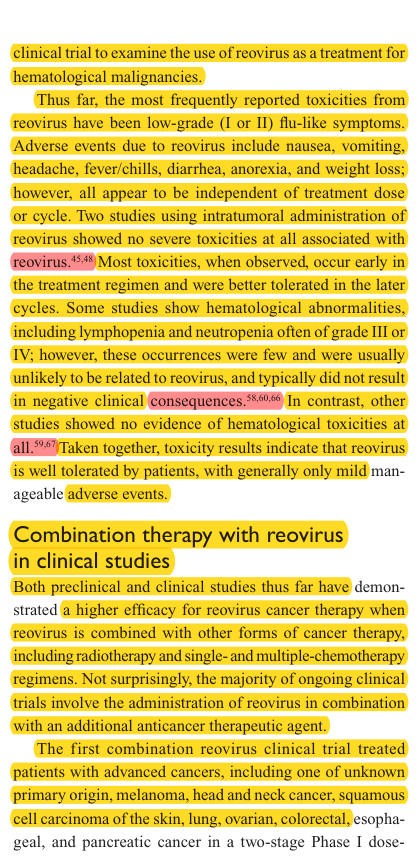 clinical trial to examine the use of reovirus as a treatment for
hematological malignancies.
Thus far, the most frequently reported toxicities from
reovirus have been low-grade (I or II) flu-like symptoms.
Adverse events due to reovirus include nausea, vomiting,
headache, fever/chills, diarrhea, anorexia, and weight loss;
however, all appear to be independent of treatment dose
or cycle. Two studies using intratumoral administration of
reovirus showed no severe toxicities at all associated with
reovirus.45,48 Most toxicities, when observed, occur early in
the treatment regimen and were better tolerated in the later
cycles. Some studies show hematological abnormalities,
including lymphopenia and neutropenia often of grade III or
IV; however, these occurrences were few and were usually
unlikely to be related to reovirus, and typically did not result
in negative clinical consequences.58,60,66 In contrast, other
studies showed no evidence of hematological toxicities at
all.59,67 Taken together, toxicity results indicate that reovirus
is well tolerated by patients, with generally only mild man-
ageable adverse events.
Combination therapy with reovirus
in clinical studies
Both preclinical and clinical studies thus far have demon-
strated a higher efficacy for reovirus cancer therapy when
reovirus is combined with other forms of cancer therapy,
including radiotherapy and single- and multiple-chemotherapy
regimens. Not surprisingly, the majority of ongoing clinical
trials involve the administration of reovirus in combination
with an additional anticancer therapeutic agent.
The first combination reovirus clinical trial treated
patients with advanced cancers, including one of unknown
primary origin, melanoma, head and neck cancer, squamous
cell carcinoma of the skin, lung, ovarian, colorectal, esopha-
geal, and pancreatic cancer in a two-stage Phase I dose-